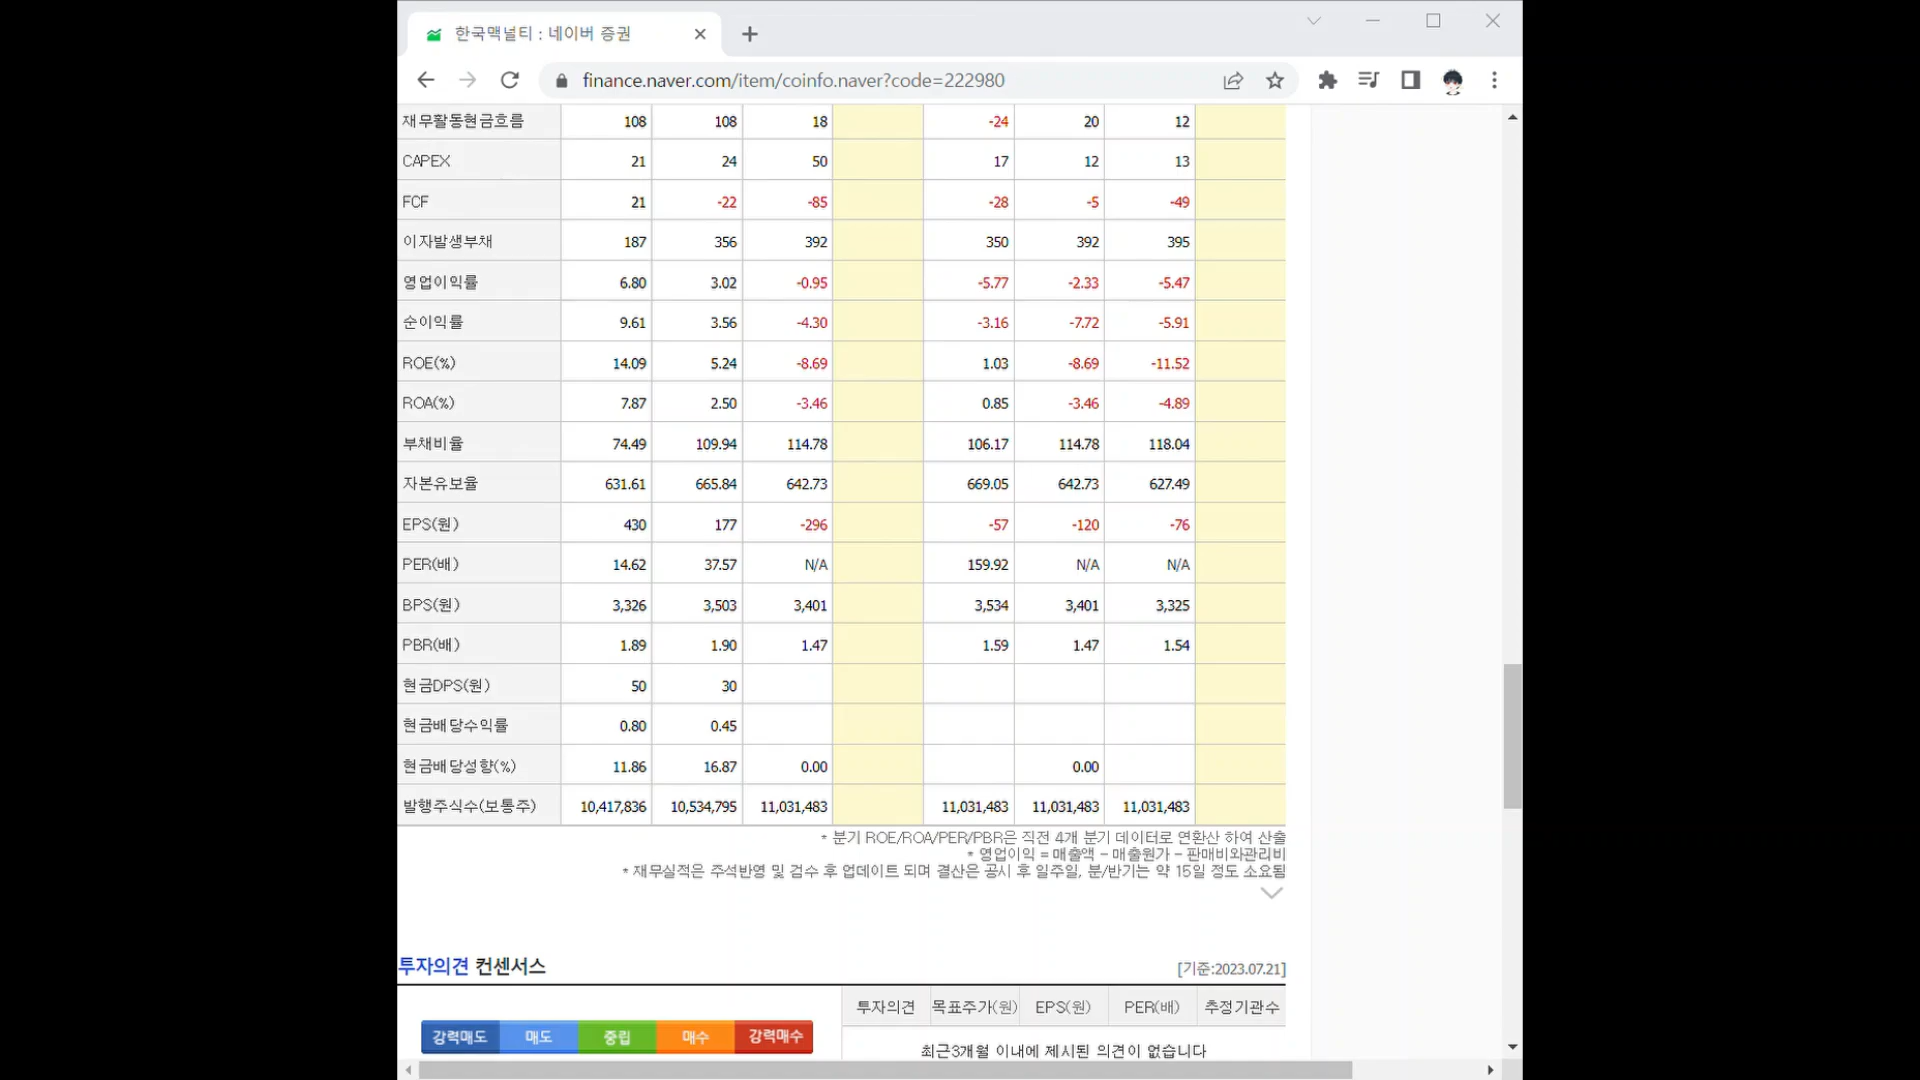 한국맥널티 : 네이버 증권
finance.naver.com/item/coinfo.naver?code=222980
재무활동현금흐름 108 108 18 -24 20 12
CAPEX 21 24 50 17 12 13
FCF 21 -22 -85 -28 -5 -49
이자발생부채 187 356 392 350 392 395
영업이익률 6.80 3.02 -0.95 -5.77 -2.33 -5.47
순이익률 9.61 3.56 -4.30 -3.16 -7.72 -5.91
ROE(%) 14.09 5.24 -8.69 1.03 -8.69 -11.52
ROA(%) 7.87 2.50 -3.46 0.85 -3.46 -4.89
부채비율 74.49 109.94 114.78 106.17 114.78 118.04
자본유보율 631.61 665.84 642.73 669.05 642.73 627.49
EPS(원) 430 177 -296 -57 -120 -76
PER(배) 14.62 37.57 N/A 159.92 N/A N/A
BPS(원) 3,326 3,503 3,401 3,534 3,401 3,325
PBR(배) 1.89 1.90 1.47 1.59 1.47 1.54
현금DPS(원) 50 30
현금배당수익률 0.80 0.45
현금배당성향(%) 11.86 16.87 0.00 0.00
발행주식수(보통주) 10,417,836 10,534,795 11,031,483 11,031,483 11,031,483 11,031,483
* 분기 ROE/ROA/PER/PBR은 직전 4개 분기 데이터로 연환산 하여 산출
* 영업이익 = 매출액 - 매출원가 - 판매비와관리비
* 재무실적은 주석반영 및 검수 후 업데이트 되며 결산은 공시 후 일주일, 분/반기는 약 15일 정도 소요됨
투자의견 컨센서스 [기준:2023.07.21]
투자의견 목표주가(원) EPS(원) PER(배) 추정기관수
강력매도 매도 중립 매수 강력매수
최근3개월 이내에 제시된 의견이 없습니다